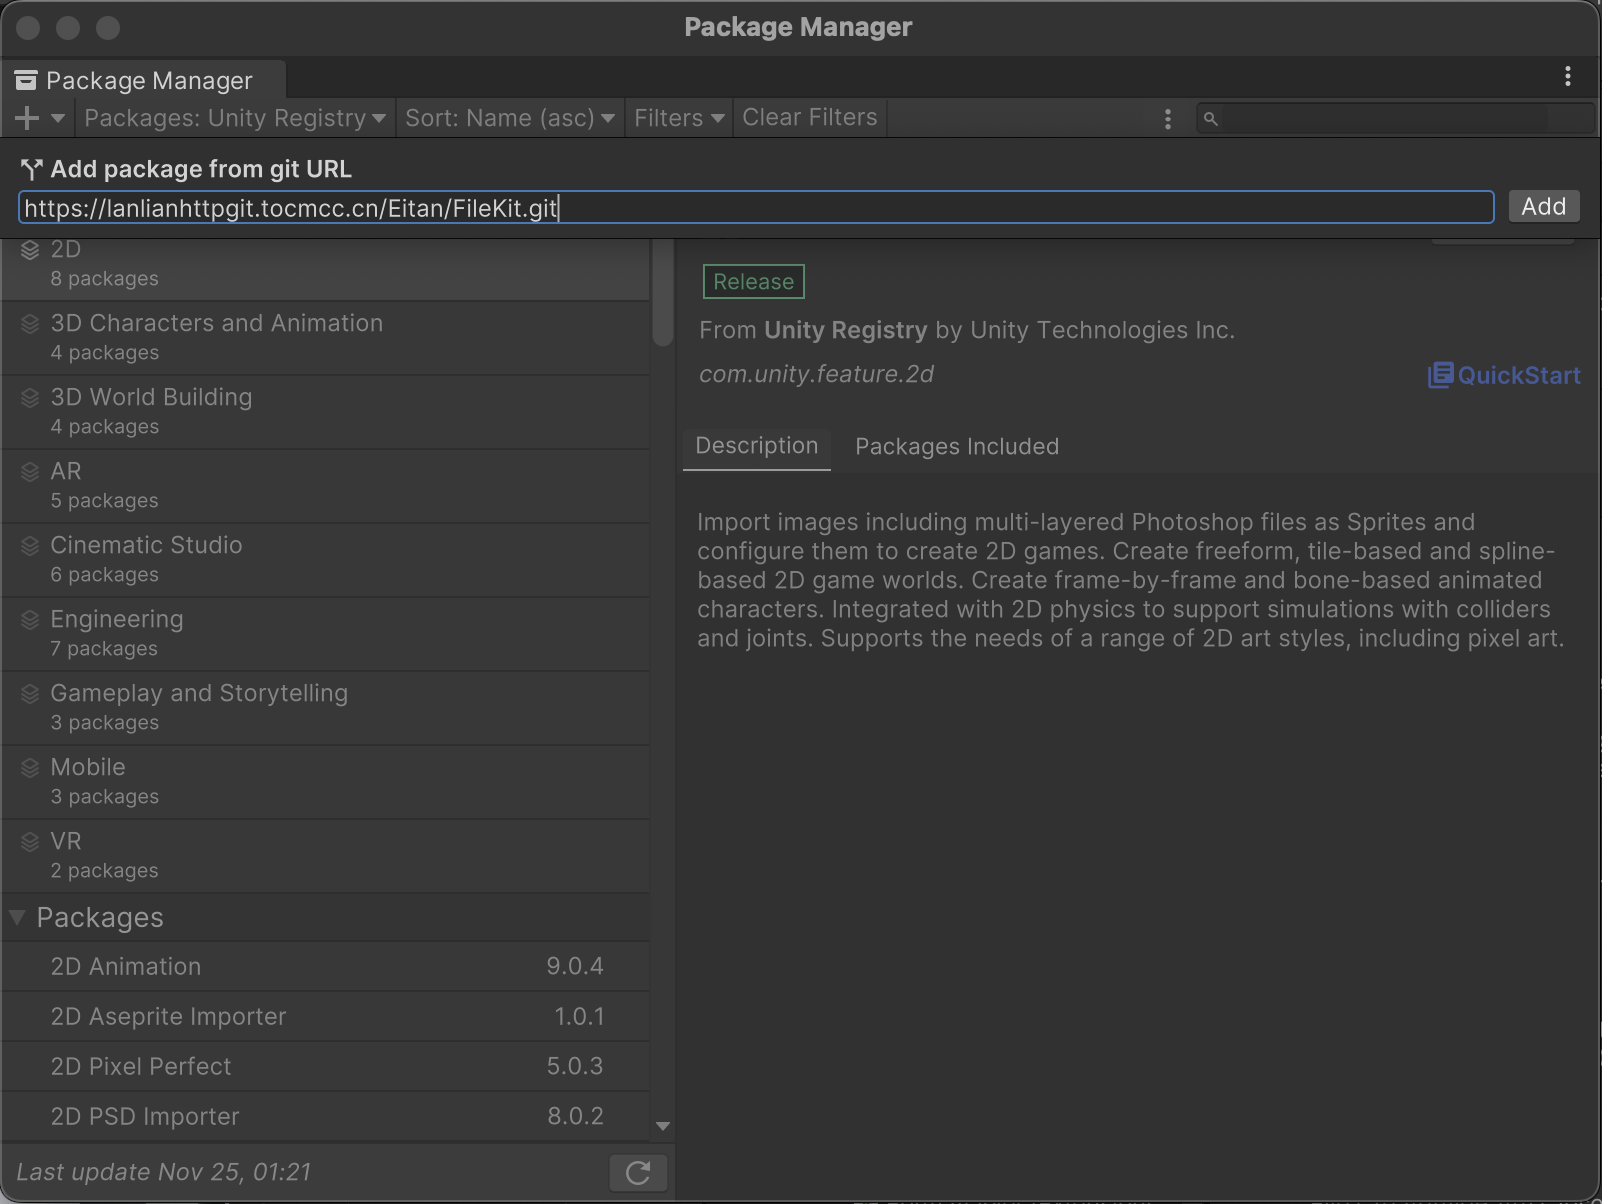 Package Manager
Package Manager
Packages: Unity Registry
Sort: Name (asc)
Filters
Clear Filters
Add package from git URL
https://lanlianhttpgit.tocmcc.cn/Eitan/FileKit.git
Add
2D
8 packages
3D Characters and Animation
4 packages
3D World Building
4 packages
AR
5 packages
Cinematic Studio
6 packages
Engineering
7 packages
Gameplay and Storytelling
3 packages
Mobile
3 packages
VR
2 packages
Packages
2D Animation 9.0.4
2D Aseprite Importer 1.0.1
2D Pixel Perfect 5.0.3
2D PSD Importer 8.0.2
Last update Nov 25, 01:21
Release
From Unity Registry by Unity Technologies Inc.
com.unity.feature.2d
QuickStart
Description
Packages Included
Import images including multi-layered Photoshop files as Sprites and
configure them to create 2D games. Create freeform, tile-based and spline-
based 2D game worlds. Create frame-by-frame and bone-based animated
characters. Integrated with 2D physics to support simulations with colliders
and joints. Supports the needs of a range of 2D art styles, including pixel art.